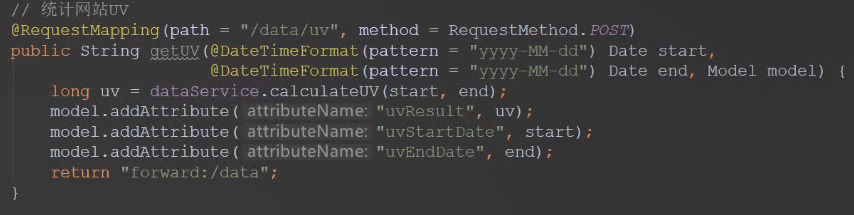 // 统计网站UV
@RequestMapping(path = "/data/uv", method = RequestMethod.POST)
public String getUV(@DateTimeFormat(pattern = "yyyy-MM-dd") Date start,
@DateTimeFormat(pattern = "yyyy-MM-dd") Date end, Model model) {
long uv = dataService.calculateUV(start, end);
model.addAttribute( attributeName: "uvResult", uv);
model.addAttribute( attributeName: "uvStartDate", start);
model.addAttribute( attributeName: "uvEndDate", end);
return "forward:/data";
}